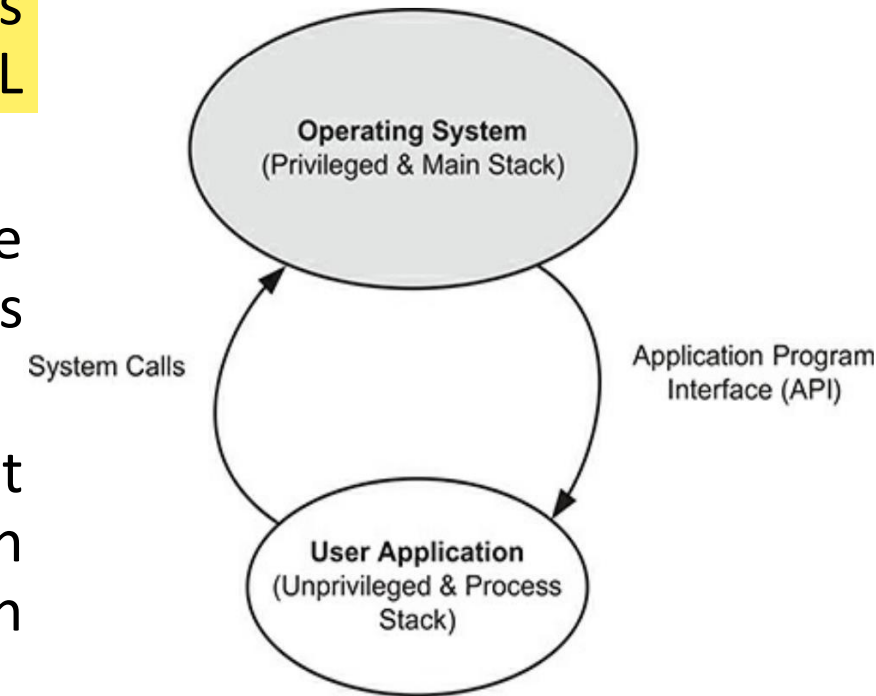 s
L
e
s
t
n
n
Operating System
(Privileged & Main Stack)
System Calls
Application Program
Interface (API)
User Application
(Unprivileged & Process
Stack)